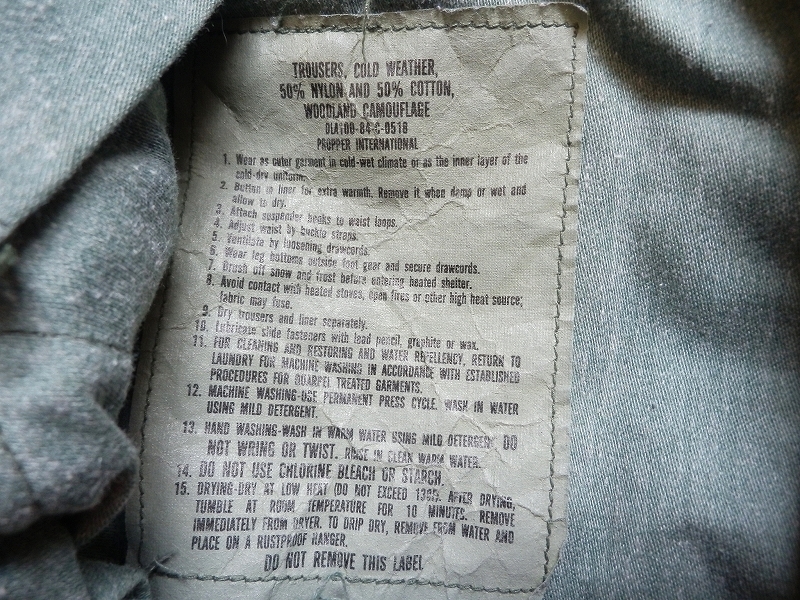 TROUSERS, COLD WEATHER,
50% NYLON AND 50% COTTON,
WOODLAND CAMOUFLAGE
DLA100-84-C-0518
PROPPER INTERNATIONAL
1. Wear as outer garment in cold-wet climate or as the inner layer of the
cold-dry uniform.
2. Button in liner for extra warmth. Remove it when damp or wet and
allow to dry.
3. Attach suspender hooks to waist loops.
4. Adjust waist by buckle straps.
5. Ventilate by loosening drawcords.
6. Wear leg bottoms outside foot gear and secure drawcords.
7. Brush off snow and frost before entering heated shelter.
8. Avoid contact with heated stoves, open fires or other high heat source;
fabric may fuse.
9. Dry trousers and liner separately.
10. Lubricate slide fasteners with lead pencil, graphite or wax.
11. FOR CLEANING AND RESTORING AND WATER REPELLENCY, RETURN TO
LAUNDRY FOR MACHINE WASHING IN ACCORDANCE WITH ESTABLISHED
PROCEDURES FOR QUARPEL TREATED GARMENTS.
12. MACHINE WASHING-USE PERMANENT PRESS CYCLE. WASH IN WATER
USING MILD DETERGENT.
13. HAND WASHING-WASH IN WARM WATER USING MILD DETERGENT. DO
NOT WRING OR TWIST. RINSE IN CLEAN WARM WATER.
14. DO NOT USE CHLORINE BLEACH OR STARCH.
15. DRYING-DRY AT LOW HEAT (DO NOT EXCEED 130F). AFTER DRYING,
TUMBLE AT ROOM TEMPERATURE FOR 10 MINUTES. REMOVE
IMMEDIATELY FROM DRYER. TO DRIP DRY, REMOVE FROM WATER AND
PLACE ON A RUSTPROOF HANGER.
DO NOT REMOVE THIS LABEL